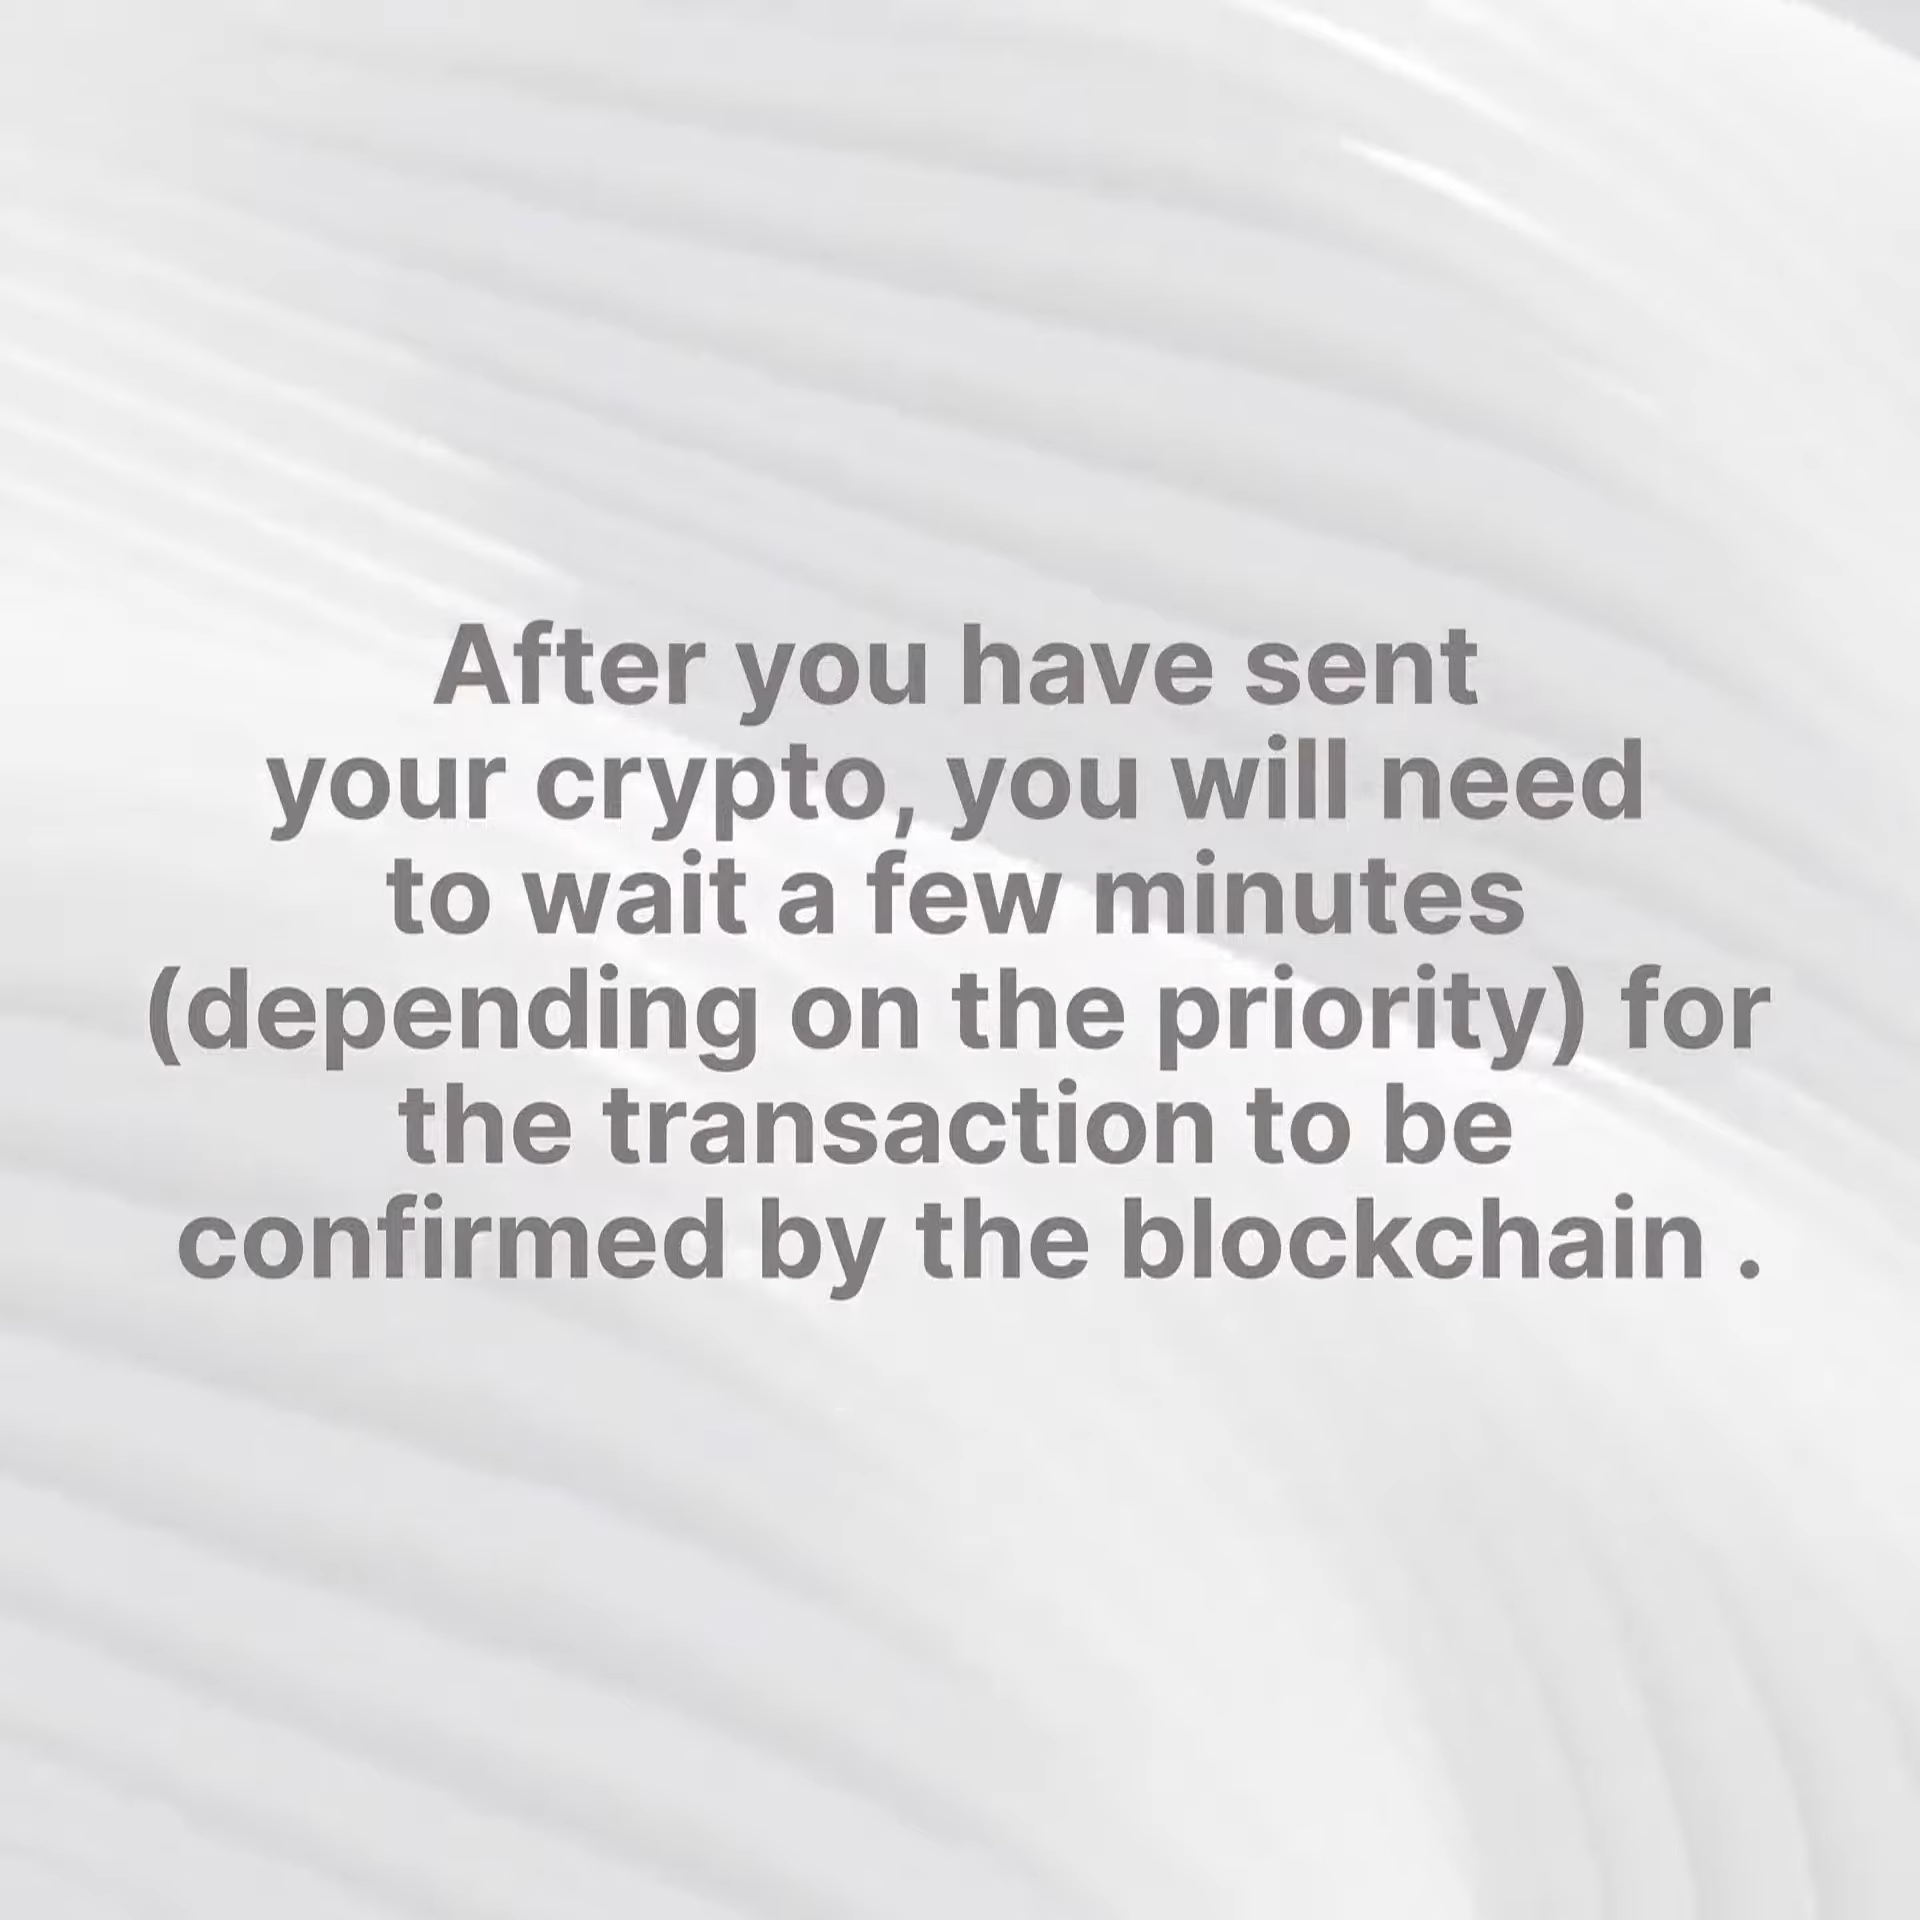 After you have sent
your crypto, you will need
to wait a few minutes
(depending on the priority) for
the transaction to be
confirmed by the blockchain .